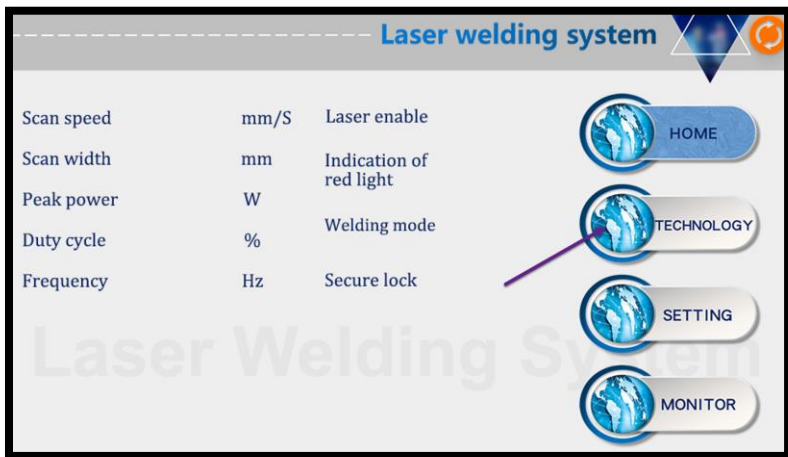 Laser welding system
Scan speed mm/S
Scan width mm
Peak power W
Duty cycle %
Frequency Hz
Laser enable
Indication of
red light
Welding mode
Secure lock
HOME
TECHNOLOGY
SETTING
MONITOR
Laser Welding System